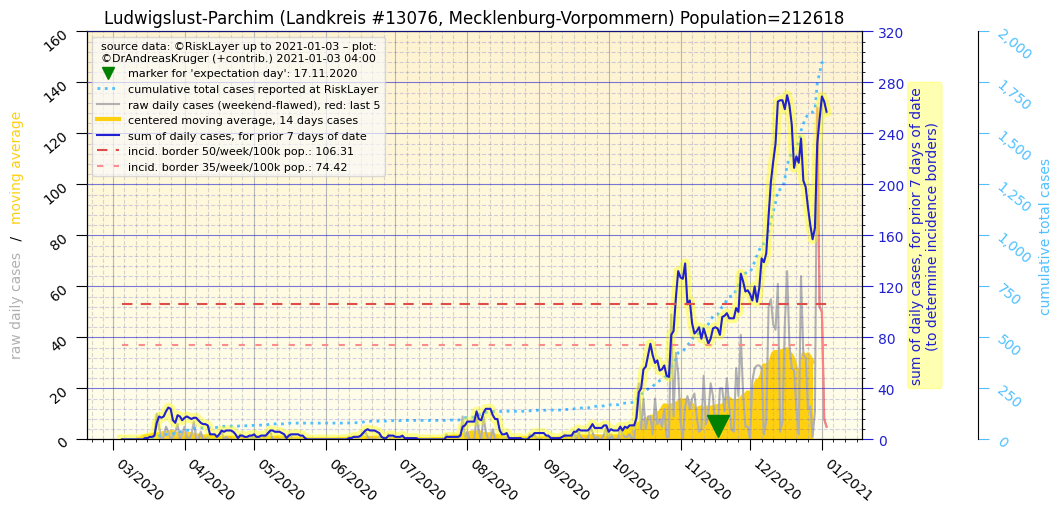 Ludwigslust-Parchim (Landkreis #13076, Mecklenburg-Vorpommern) Population=212618
source data: ©RiskLayer up to 2021-01-03 – plot:
©DrAndreasKruger (+contrib.) 2021-01-03 04:00
marker for 'expectation day': 17.11.2020
cumulative total cases reported at RiskLayer
raw daily cases (weekend-flawed), red: last 5
centered moving average, 14 days cases
sum of daily cases, for prior 7 days of date
incid. border 50/week/100k pop.: 106.31
incid. border 35/week/100k pop.: 74.42
raw daily cases / moving average
160
140
120
100
80
60
40
20
0
03/2020
04/2020
05/2020
06/2020
07/2020
08/2020
09/2020
10/2020
11/2020
12/2020
01/2021
320
280
240
200
160
120
80
40
0
sum of daily cases, for prior 7 days of date
(to determine incidence borders)
2,000
1,750
1,500
1,250
1,000
750
500
250
0
cumulative total cases